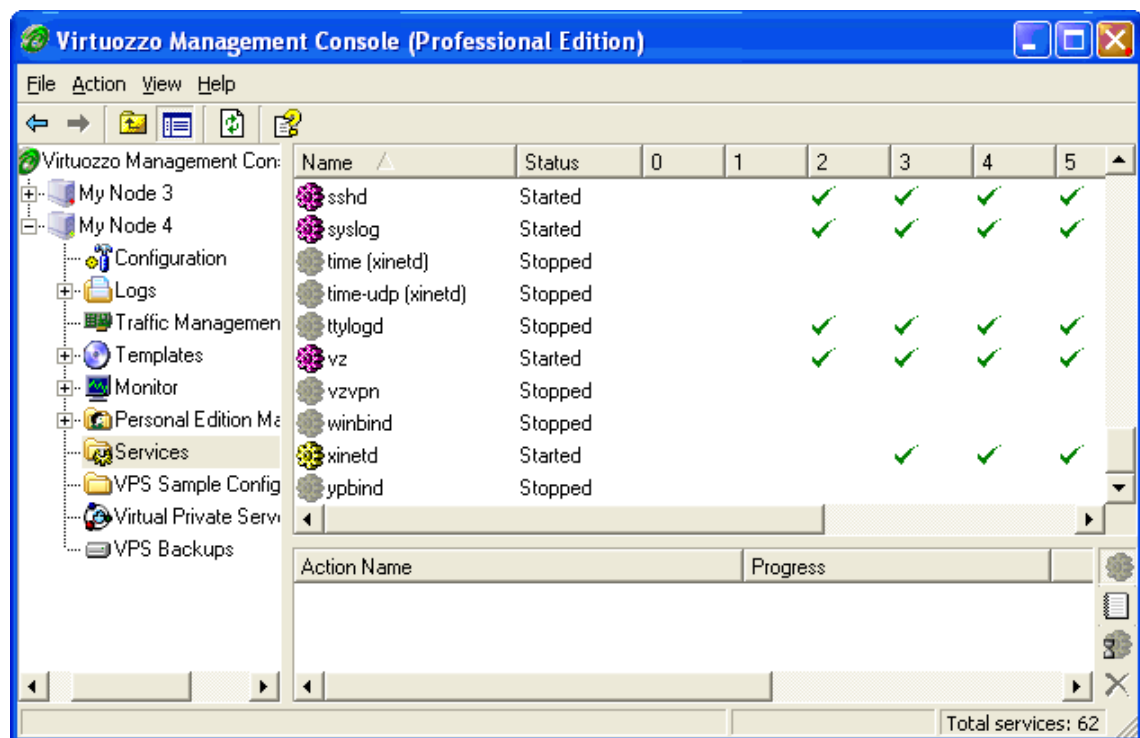 Virtuozzo Management Console (Professional Edition)
File Action View Help
Virtuozzo Management Con
My Node 3
My Node 4
Configuration
Logs
Traffic Managemen
Templates
Monitor
Personal Edition Ma
Services
VPS Sample Config
Virtual Private Serv
VPS Backups
Name Status 0 1 2 3 4 5
sshd Started
syslog Started
time (xinetd) Stopped
time-udp (xinetd) Stopped
ttylogd Stopped
vz Started
vzvpn Stopped
winbind Stopped
xinetd Started
ypbind Stopped
Action Name Progress
Total services: 62